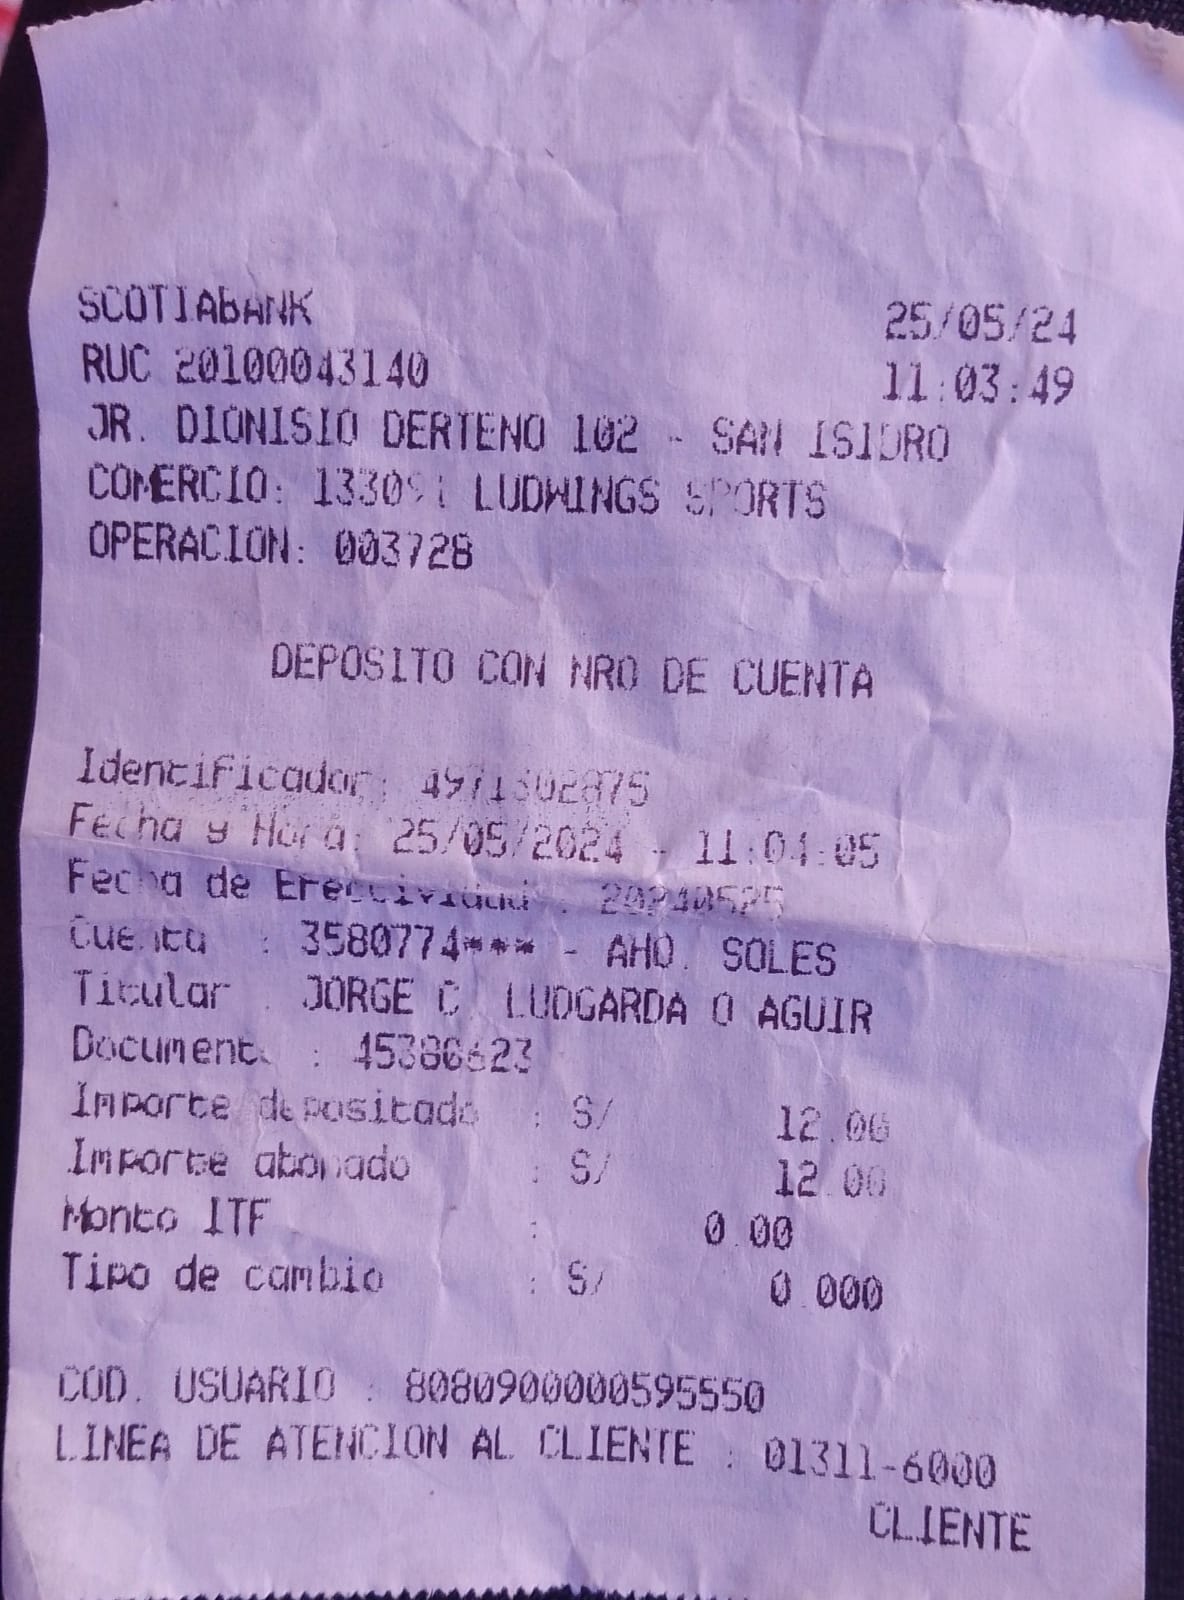 SCOTIAbANK 25/05/24
RUC 20100043140 11:03:49
JR. DIONISIO DERTENO 102 - SAN ISIDRO
COMERCIO: LUDWINGS SPORTS
OPERACION: 003728
DEPOSITO CON NRO DE CUENTA
Identificador: 4971302875
Fecha y Hora: 25/05/2024 - 11:04:05
Fecha de Efectividad : 20240525
Cuenta : 3580774*** - AHO. SOLES
Titular : JORGE C. LUDGARDA O AGUIR
Documento : 45380623
Importe depositado : S/ 12.00
Importe abonado : S/ 12.00
Monto ITF : 0.00
Tipo de cambio : S/ 0.000
COD. USUARIO : 8080900000595550
LINEA DE ATENCION AL CLIENTE : 01311-6000
CLIENTE